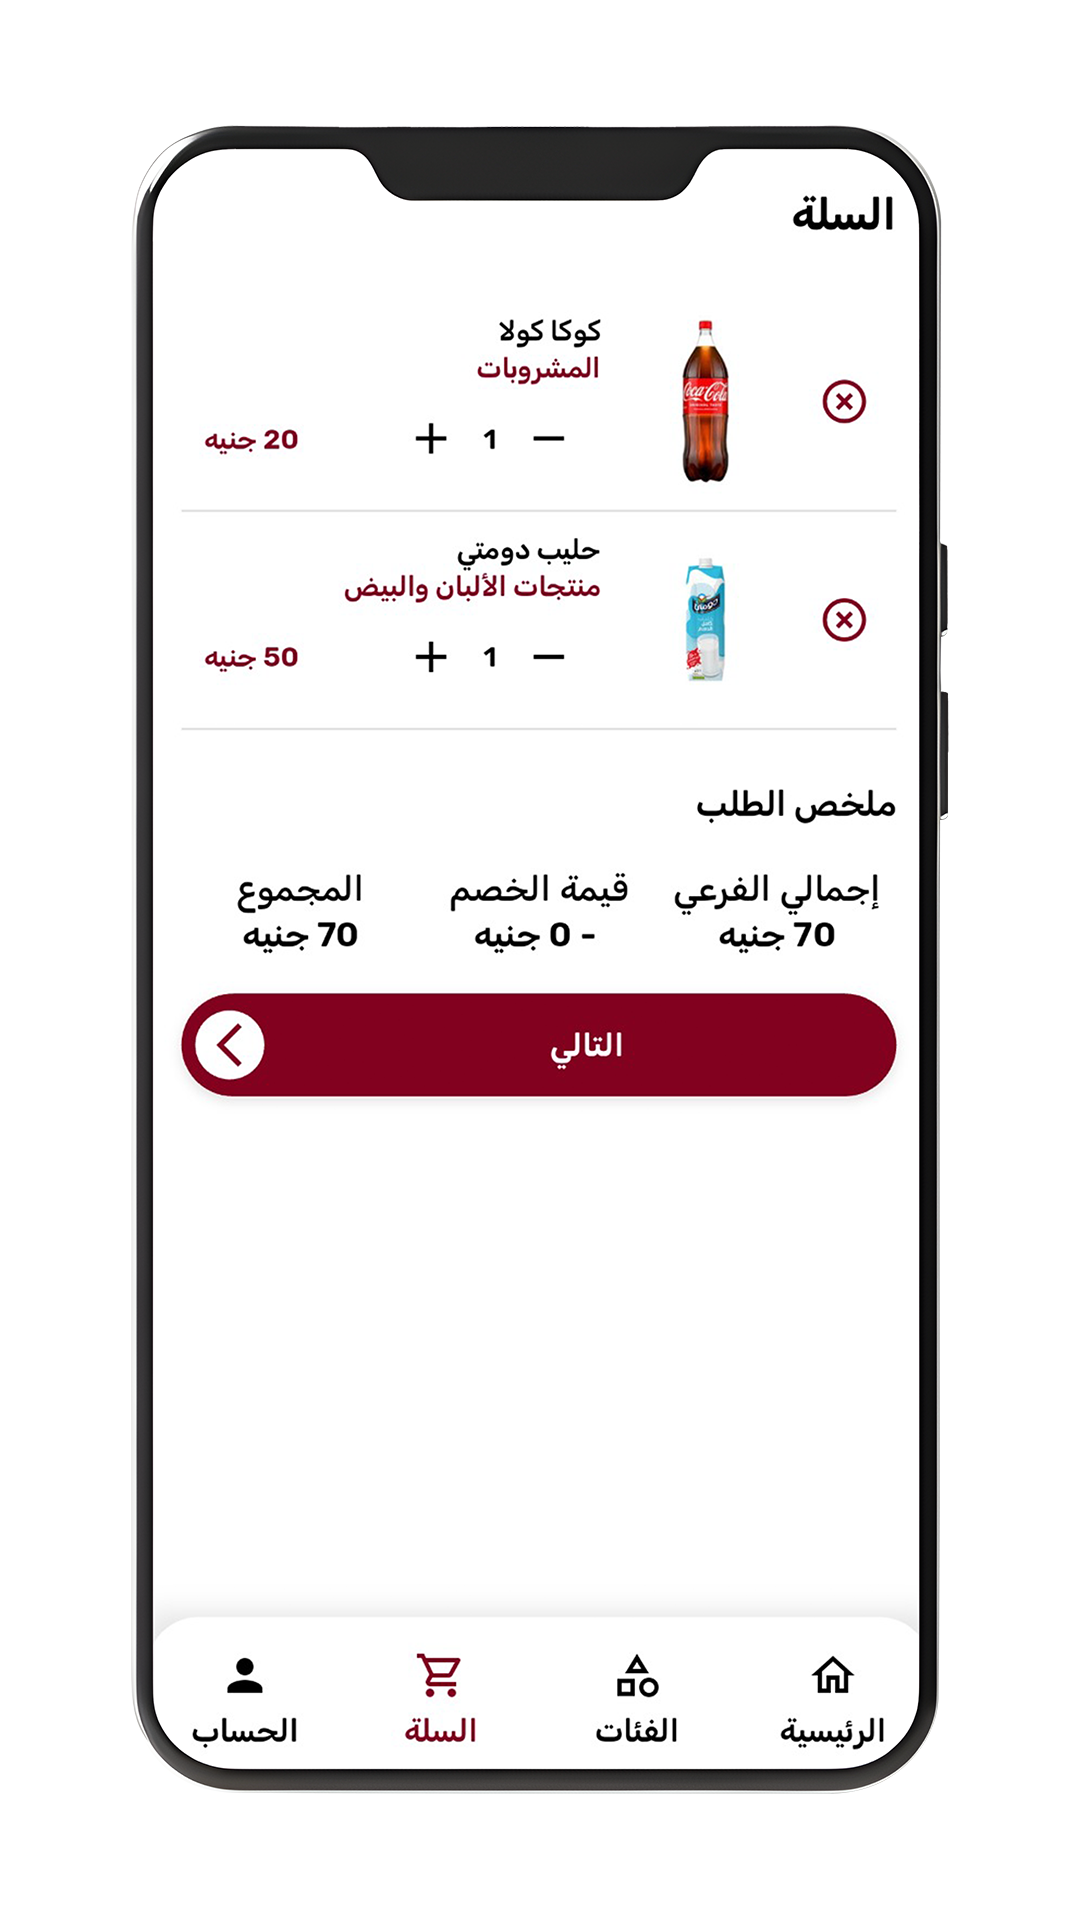 السلة
كوكا كولا
المشروبات
Coca-Cola
1
20 جنيه
حليب دومتي
منتجات الألبان والبيض
دومتي
1
50 جنيه
ملخص الطلب
إجمالي الفرعي
70 جنيه
قيمة الخصم
- 0 جنيه
المجموع
70 جنيه
التالي
الرئيسية
الفئات
السلة
الحساب